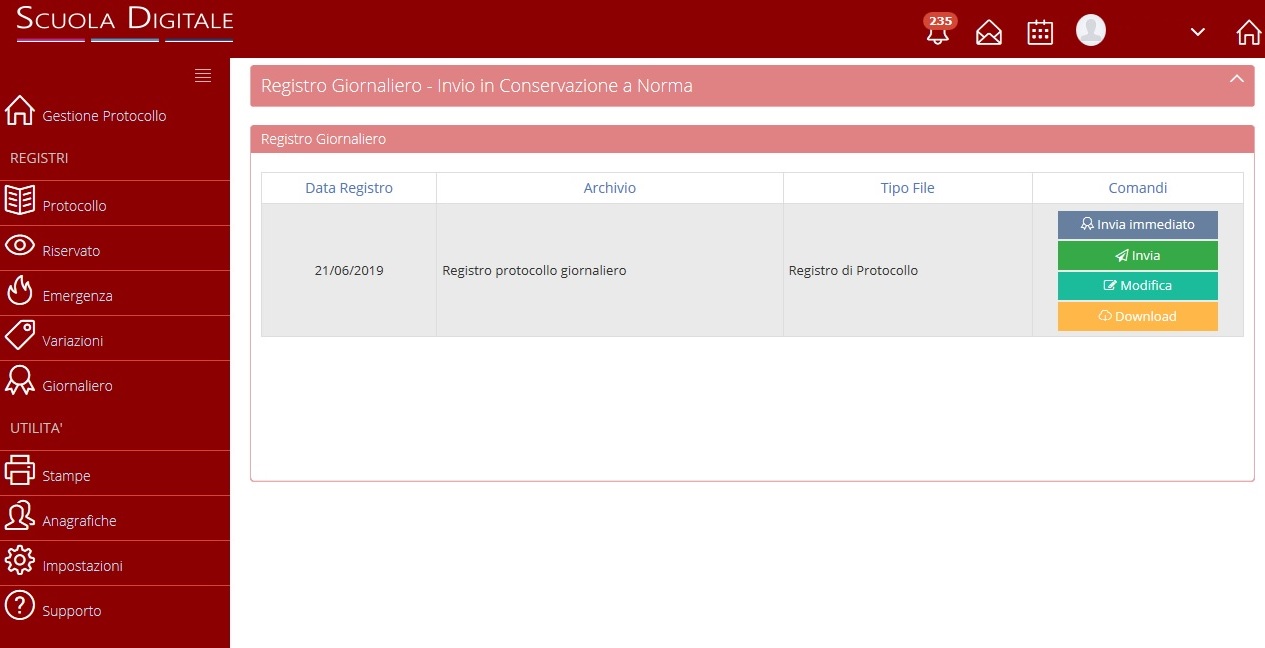 SCUOLA DIGITALE
235
Gestione Protocollo
REGISTRI
Protocollo
Riservato
Emergenza
Variazioni
Giornaliero
UTILITA'
Stampe
Anagrafiche
Impostazioni
Supporto
Registro Giornaliero - Invio in Conservazione a Norma
Registro Giornaliero
Data Registro Archivio Tipo File Comandi
21/06/2019 Registro protocollo giornaliero Registro di Protocollo
Invia immediato
Invia
Modifica
Download